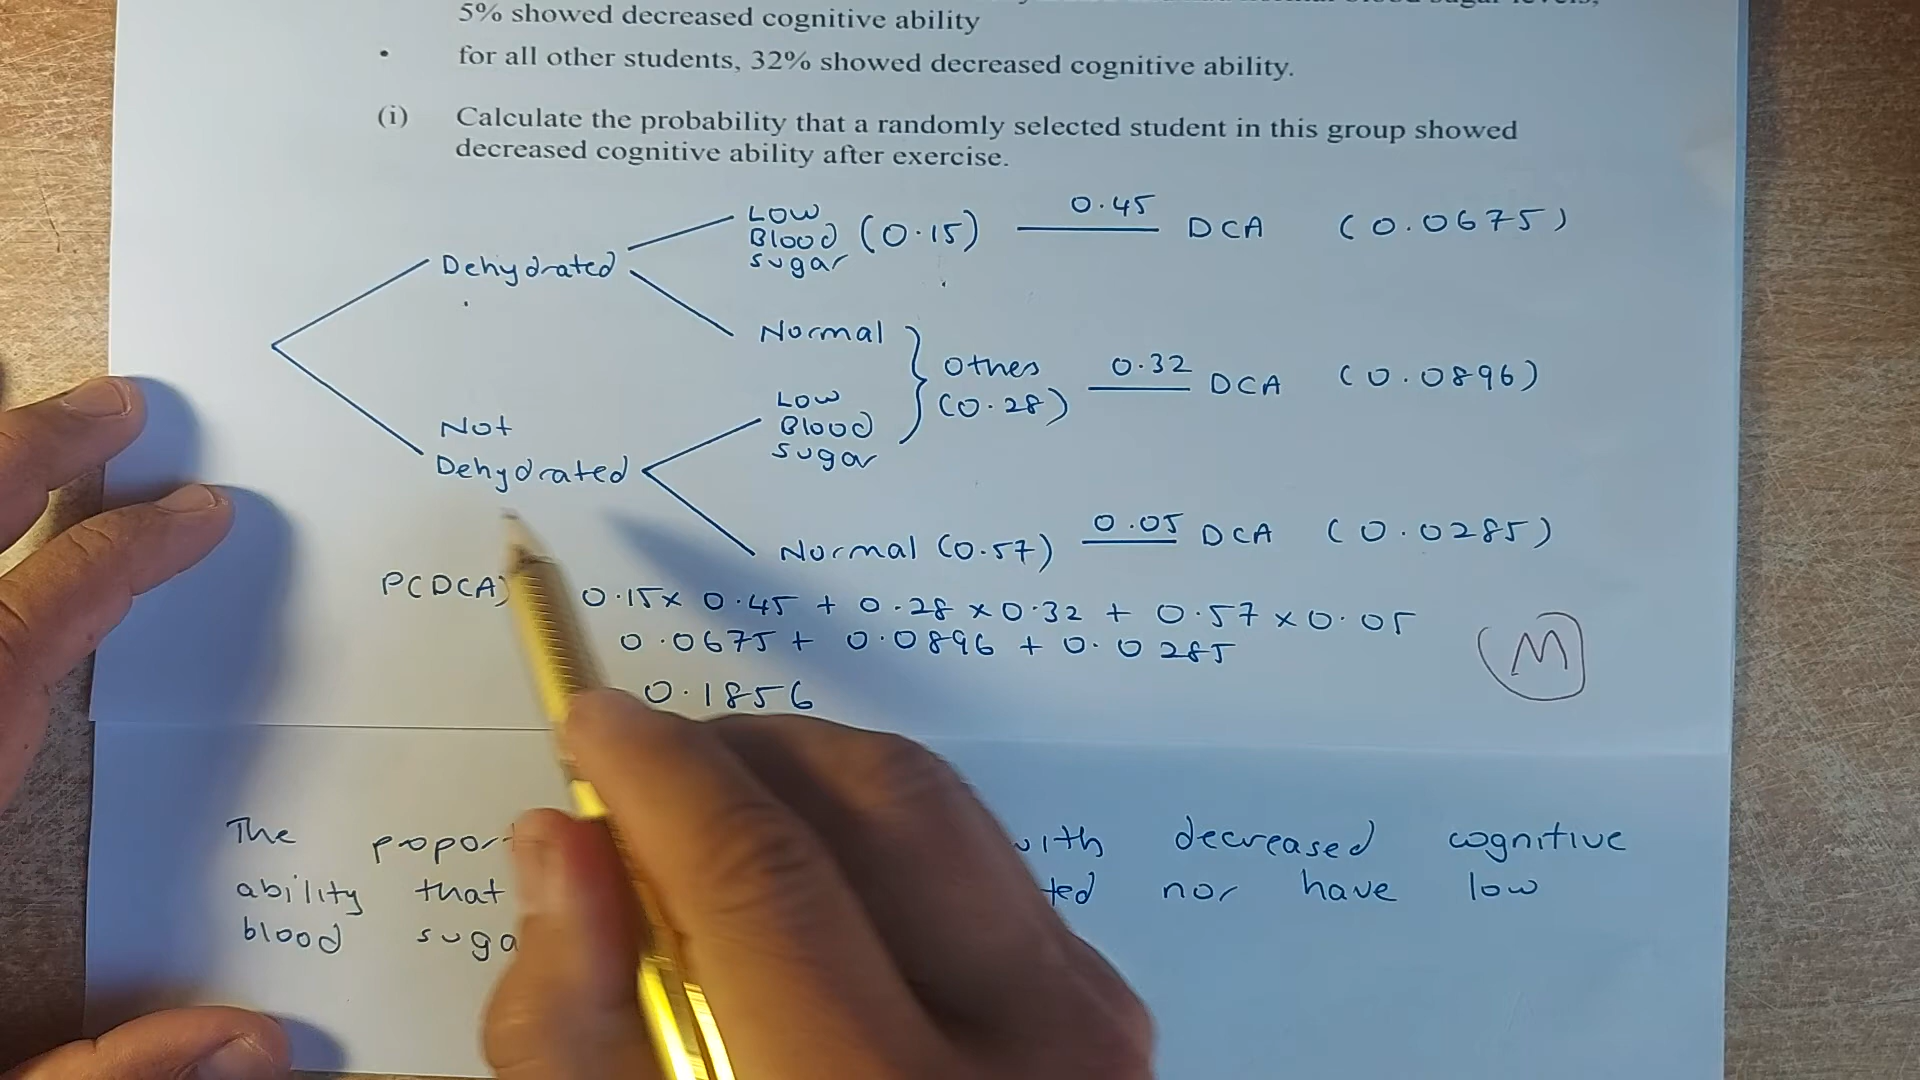 5% showed decreased cognitive ability
• for all other students, 32% showed decreased cognitive ability.
(i) Calculate the probability that a randomly selected student in this group showed
decreased cognitive ability after exercise.
Dehydrated
Low
Blood
sugar
(0.15)
0.45
DCA
(0.0675)
Normal
Low
Blood
sugar
Othes
(0.28)
0.32
DCA
(0.0896)
Not
Dehydrated
Normal (0.57)
0.05
DCA
(0.0285)
P(DCA) 0.15x 0.45 + 0.28 x 0.32 + 0.57 x 0.05
0.0675 + 0.0896 + 0.0285
0.1856
M
The with decreased cognitive
ability that nor have low
blood